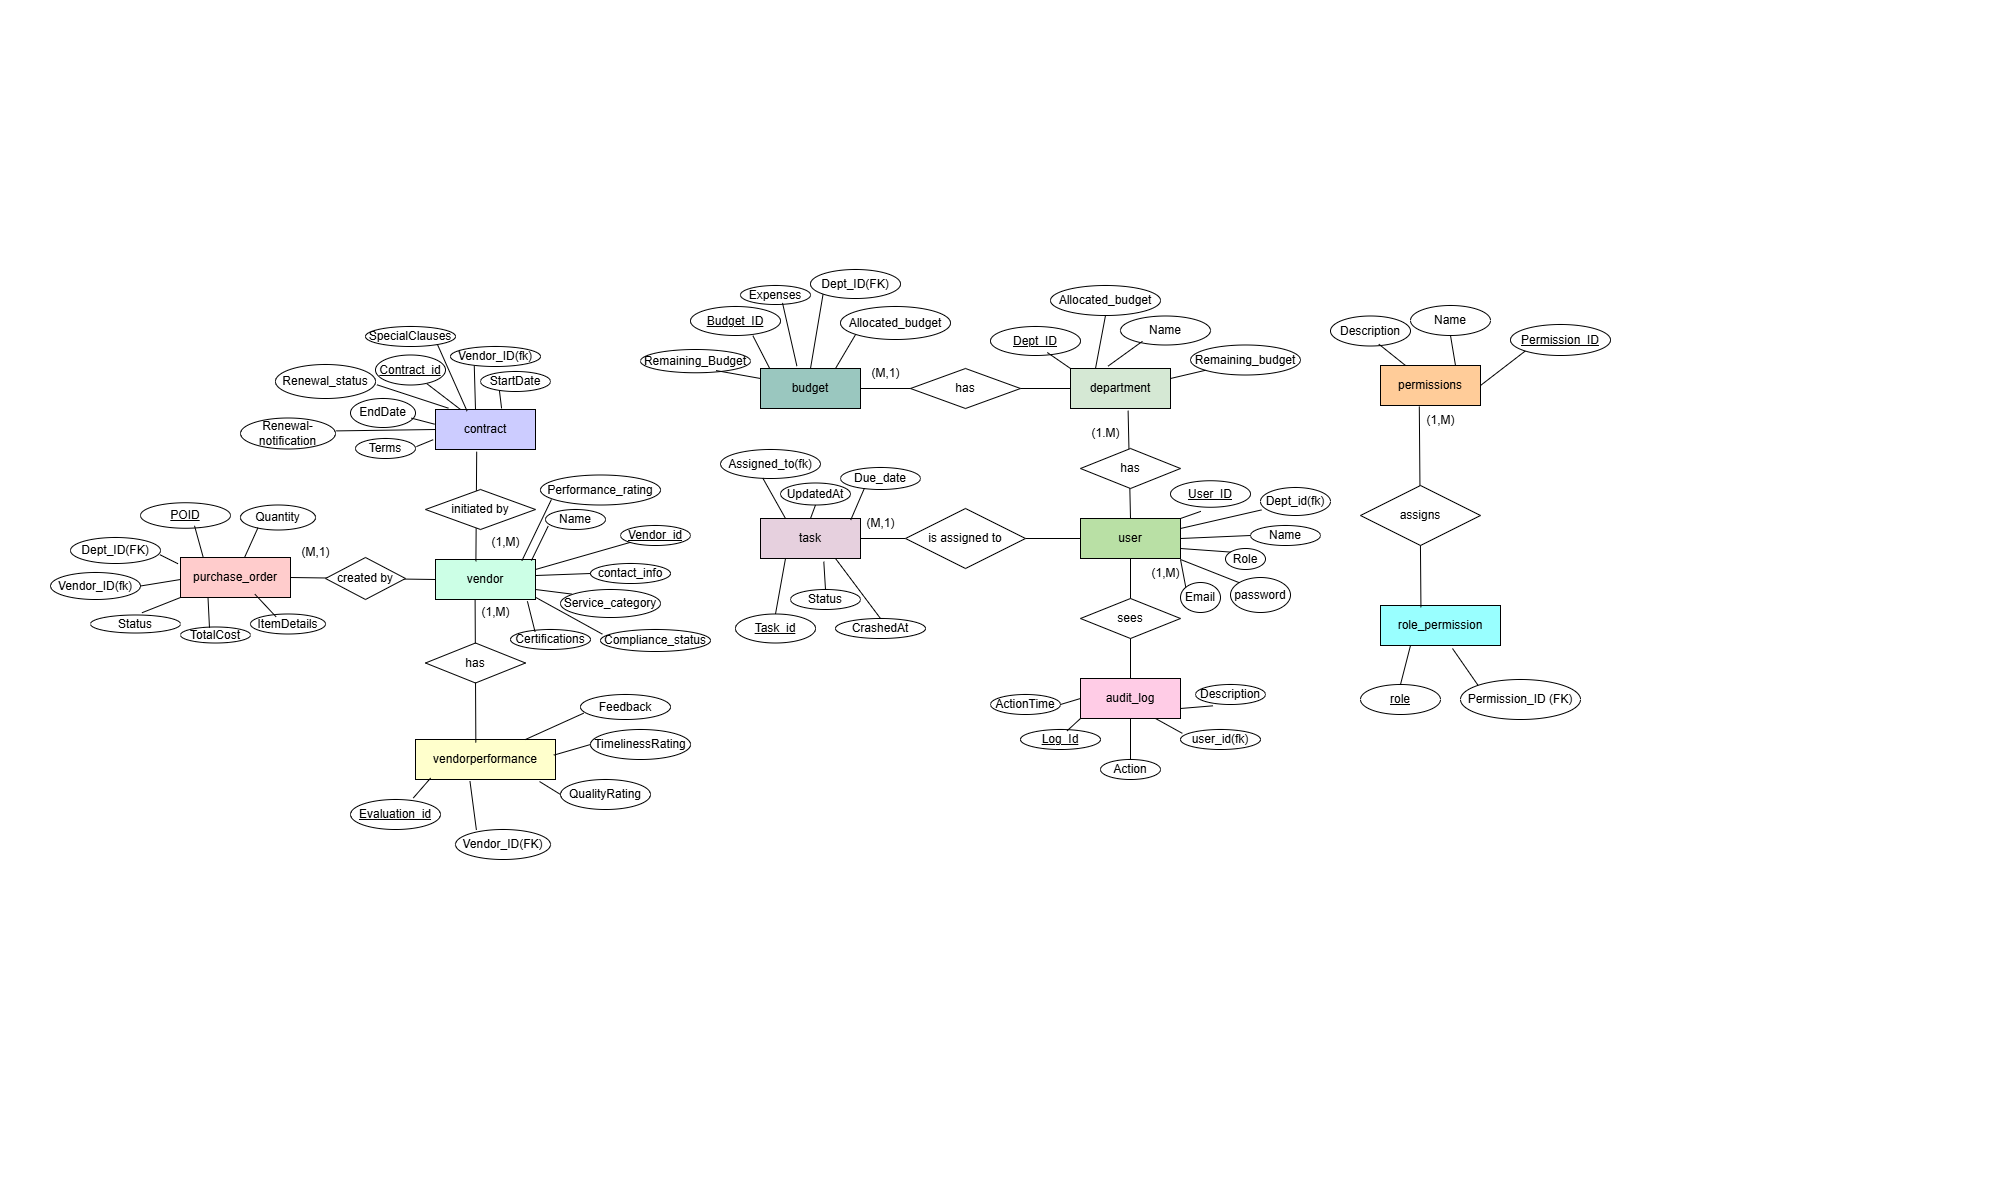 SpecialClauses
Vendor_ID(fk)
Contract_id
Renewal_status
StartDate
EndDate
Renewal-
notification
Terms
contract
initiated by
(1,M)
Performance_rating
Name
Vendor_id
contact_info
Service_category
Compliance_status
Certifications
vendor
POID
Quantity
Dept_ID(FK)
Vendor_ID(fk)
Status
TotalCost
ItemDetails
purchase_order
(M,1)
created by
(1,M)
has
vendorperformance
Feedback
TimelinessRating
QualityRating
Evaluation_id
Vendor_ID(FK)
Expenses
Dept_ID(FK)
Budget_ID
Allocated_budget
Remaining_Budget
budget
(M,1)
has
Allocated_budget
Dept_ID
Name
Remaining_budget
department
(1.M)
has
Assigned_to(fk)
UpdatedAt
Due_date
task
(M,1)
is assigned to
Status
Task_id
CrashedAt
User_ID
Dept_id(fk)
Name
Role
password
Email
user
(1,M)
sees
audit_log
ActionTime
Description
Log_Id
user_id(fk)
Action
Description
Name
Permission_ID
permissions
(1,M)
assigns
role_permission
role
Permission_ID (FK)